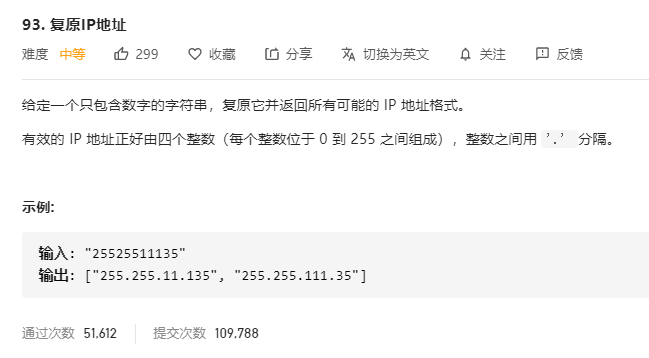 93. 复原IP地址
难度 中等 299 收藏 分享 切换为英文 关注 反馈
给定一个只包含数字的字符串，复原它并返回所有可能的 IP 地址格式。
有效的 IP 地址正好由四个整数（每个整数位于 0 到 255 之间组成），整数之间用 '.' 分隔。
示例:
输入: "25525511135"
输出: ["255.255.11.135", "255.255.111.35"]
通过次数 51,612 提交次数 109,788